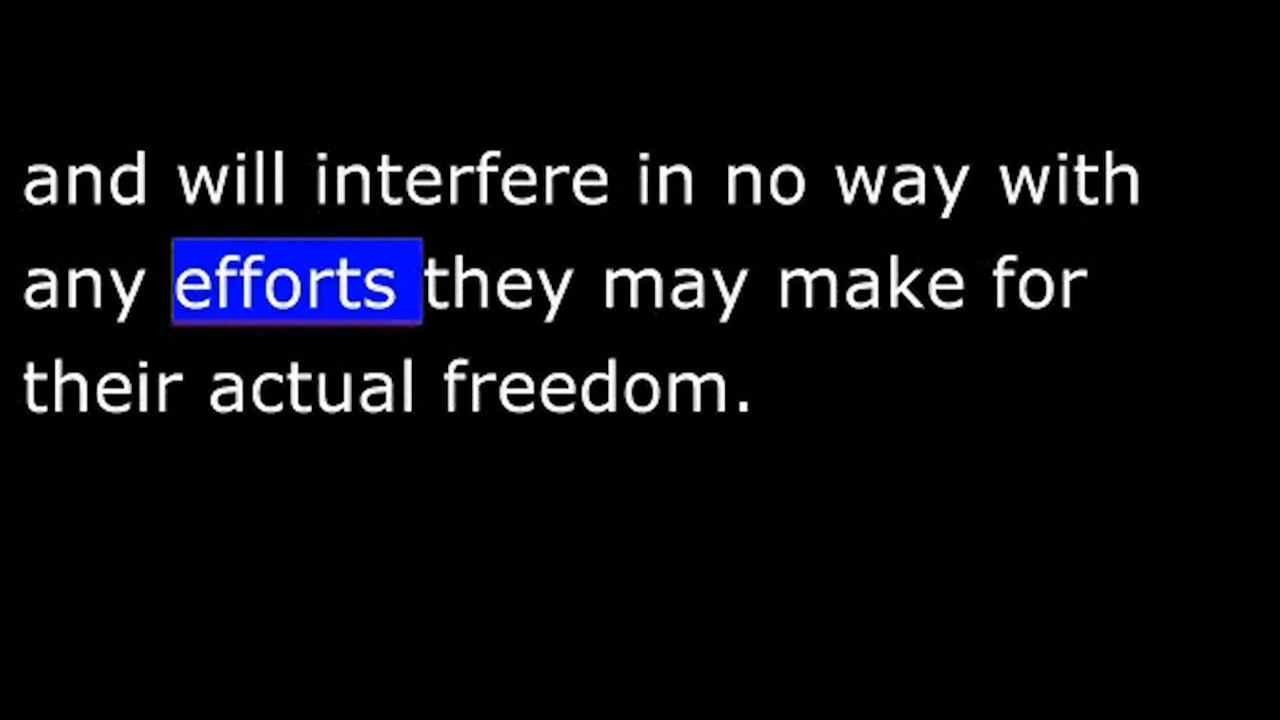 and will interfere in no way with
any efforts they may make for
their actual freedom.